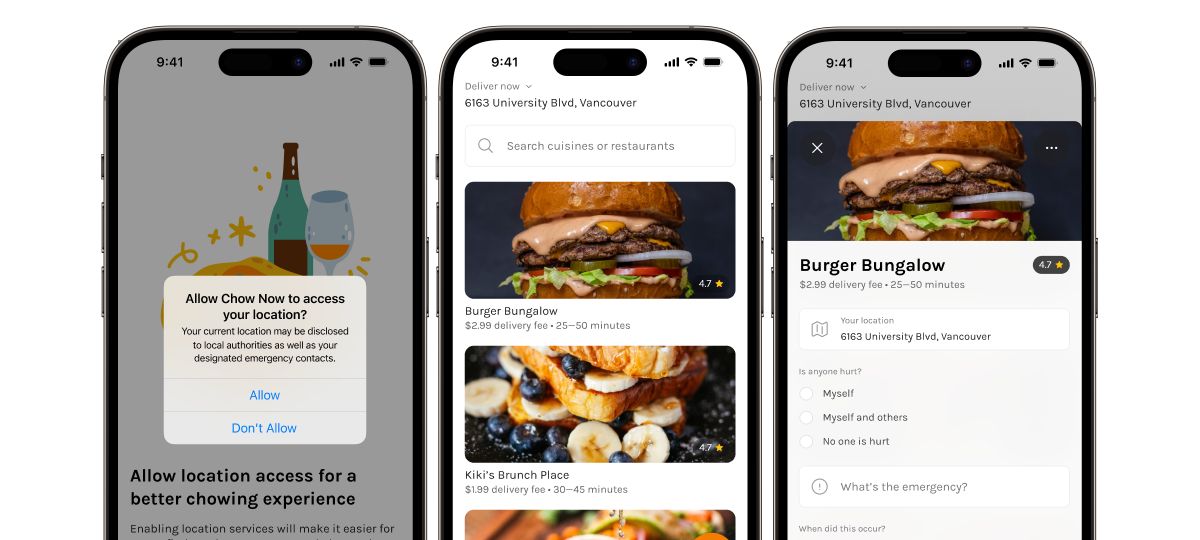 9:41
Allow Chow Now to access
your location?
Your current location may be disclosed
to local authorities as well as your
designated emergency contacts.
Allow
Don't Allow
Allow location access for a
better chowing experience
Enabling location services will make it easier for
9:41
Deliver now
6163 University Blvd, Vancouver
Search cuisines or restaurants
4.7
Burger Bungalow
$2.99 delivery fee • 25—50 minutes
4.7
Kiki's Brunch Place
$1.99 delivery fee • 30—45 minutes
9:41
Deliver now
6163 University Blvd, Vancouver
Burger Bungalow
4.7
$2.99 delivery fee • 25—50 minutes
Your location
6163 University Blvd, Vancouver
Is anyone hurt?
Myself
Myself and others
No one is hurt
What's the emergency?
When did this occur?